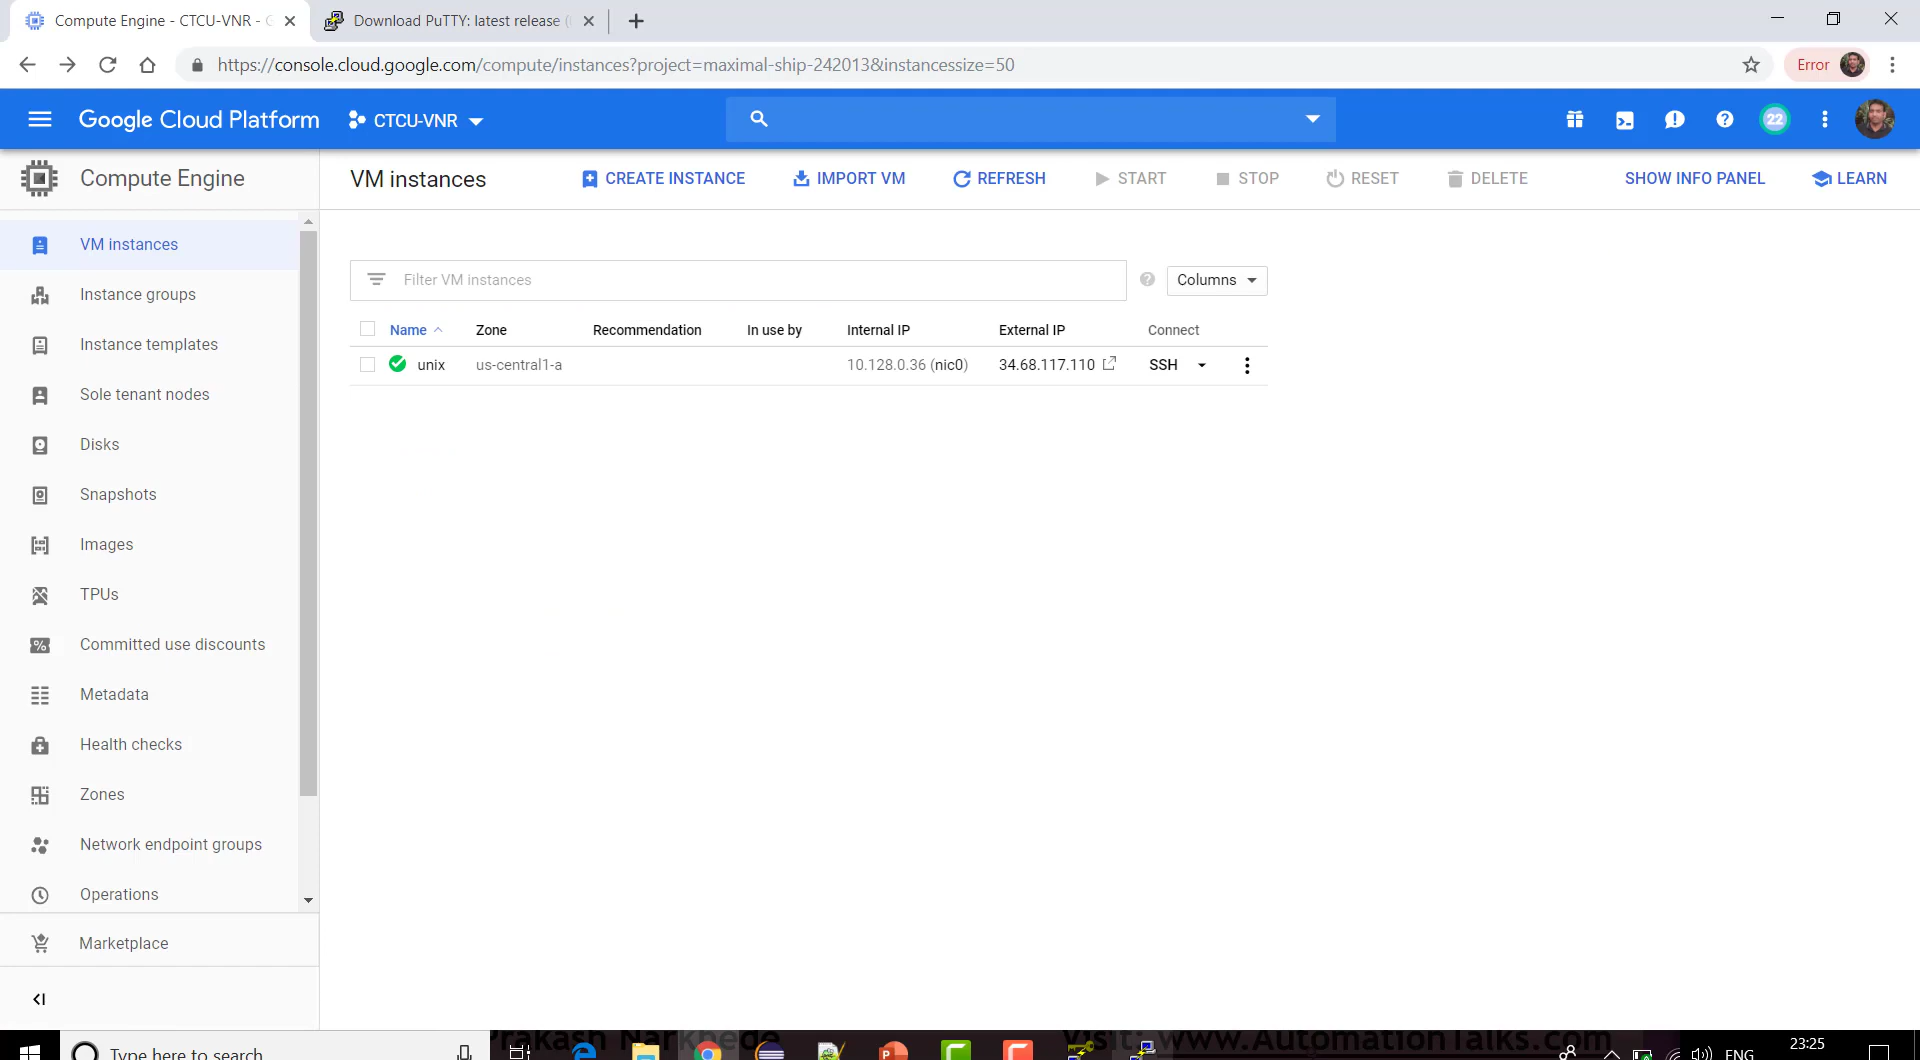 Compute Engine - CTCU-VNR - G
Download PuTTY: latest release (
https://console.cloud.google.com/compute/instances?project=maximal-ship-242013&instancessize=50
Error
Google Cloud Platform
CTCU-VNR
22
Compute Engine
VM instances
CREATE INSTANCE
IMPORT VM
REFRESH
START
STOP
RESET
DELETE
SHOW INFO PANEL
LEARN
VM instances
Instance groups
Instance templates
Sole tenant nodes
Disks
Snapshots
Images
TPUs
Committed use discounts
Metadata
Health checks
Zones
Network endpoint groups
Operations
Marketplace
Filter VM instances
Columns
Name Zone Recommendation In use by Internal IP External IP Connect
unix us-central1-a 10.128.0.36 (nic0) 34.68.117.110 SSH
Prakash Narkhede
Visit: www.AutomationTalks.com
Type here to search
ENG
23:25